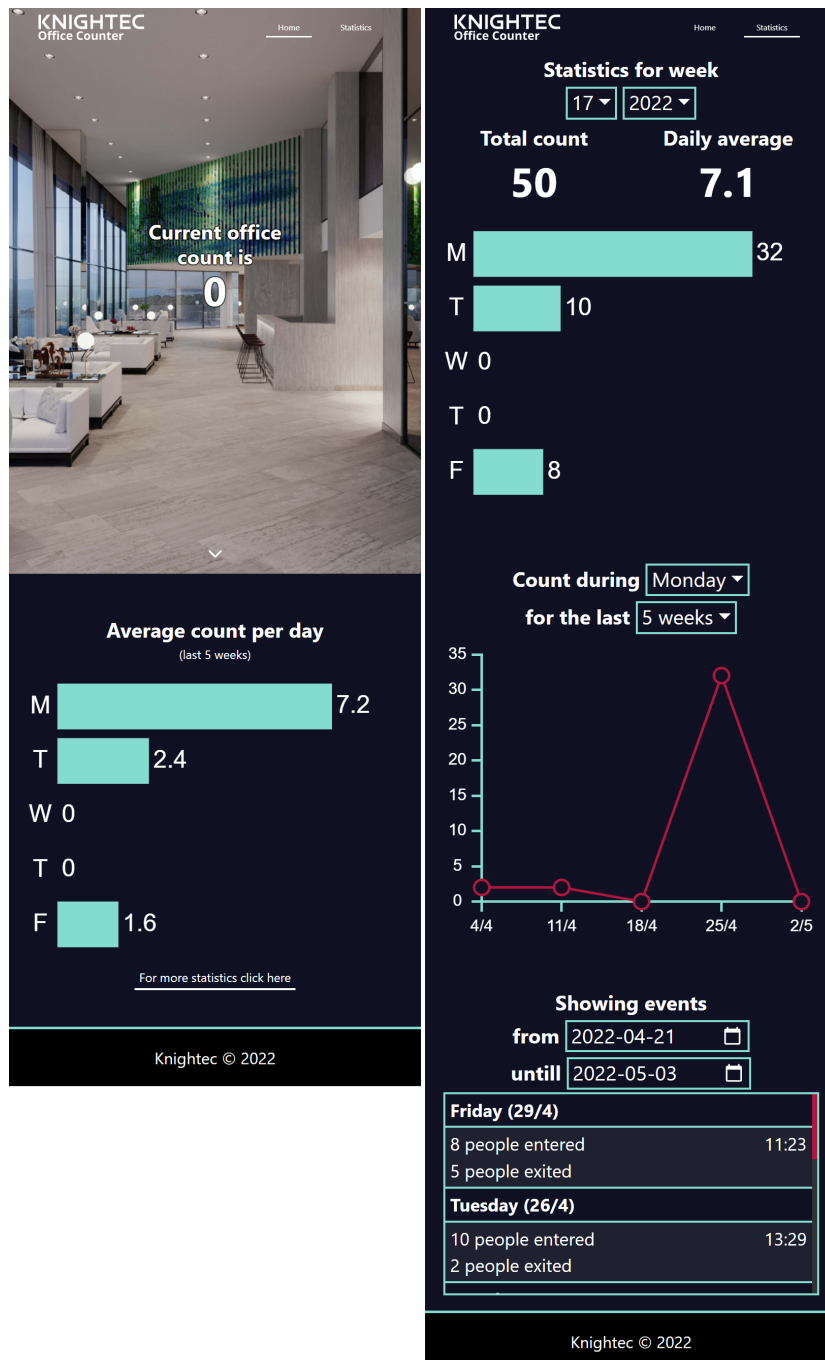 KNIGHTEC
Office Counter
Home
Statistics
Current office
count is
0
Average count per day
(last 5 weeks)
M 7.2
T 2.4
W 0
T 0
F 1.6
For more statistics click here
Knightec © 2022
KNIGHTEC
Office Counter
Home
Statistics
Statistics for week
17 2022
Total count
50
Daily average
7.1
M 32
T 10
W 0
T 0
F 8
Count during Monday
for the last 5 weeks
35
30
25
20
15
10
5
0
4/4 11/4 18/4 25/4 2/5
Showing events
from 2022-04-21
untill 2022-05-03
Friday (29/4)
8 people entered 11:23
5 people exited
Tuesday (26/4)
10 people entered 13:29
2 people exited
Knightec © 2022